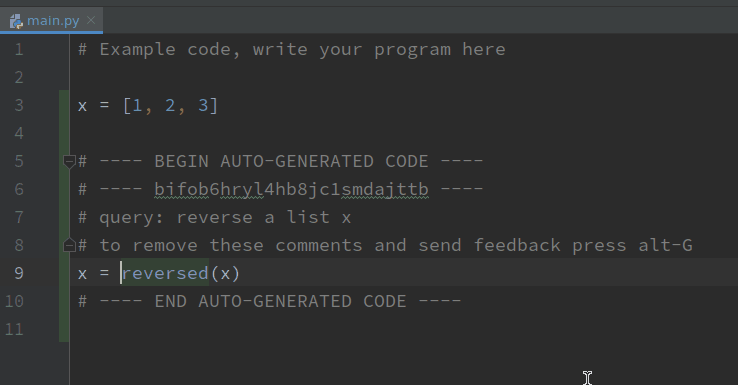 main.py
1 # Example code, write your program here
2
3 x = [1, 2, 3]
4
5 # ---- BEGIN AUTO-GENERATED CODE ----
6 # ---- bifob6hryl4hb8jc1smdajttb ----
7 # query: reverse a list x
8 # to remove these comments and send feedback press alt-G
9 x = reversed(x)
10 # ---- END AUTO-GENERATED CODE ----
11